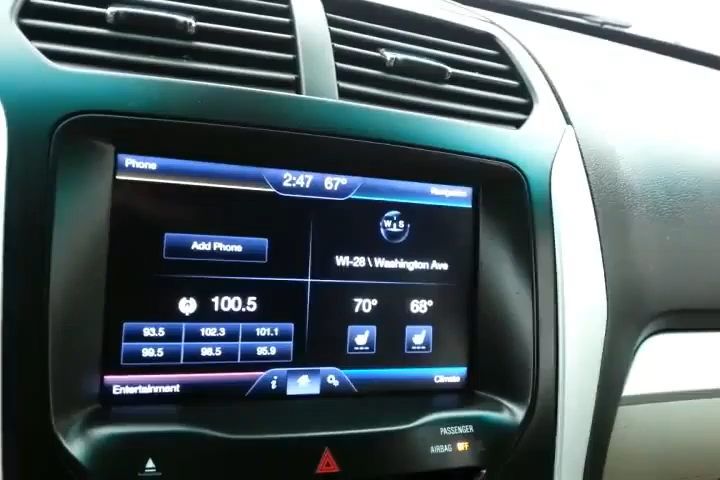 Phone
2:47 67°
Navigation
W S
Add Phone
WI-28 \ Washington Ave
100.5
70° 68°
93.5 102.3 101.1
99.5 98.5 95.9
Entertainment
i
Climate
PASSENGER
AIRBAG OFF